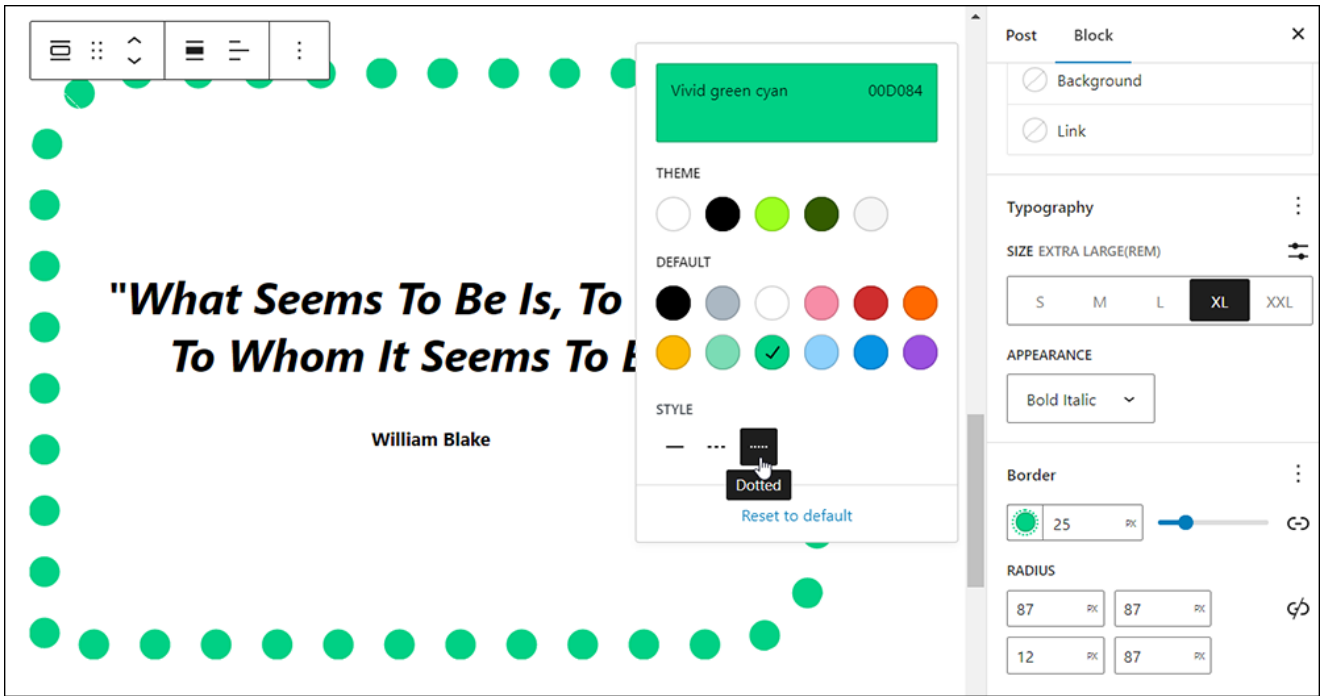 "What Seems To Be Is, To
To Whom It Seems To
William Blake
Vivid green cyan 00D084
THEME
DEFAULT
STYLE
Dotted
Reset to default
Post Block
Background
Link
Typography
SIZE EXTRA LARGE(REM)
S M L XL XXL
APPEARANCE
Bold Italic
Border
25 PX
RADIUS
87 PX 87 PX
12 PX 87 PX